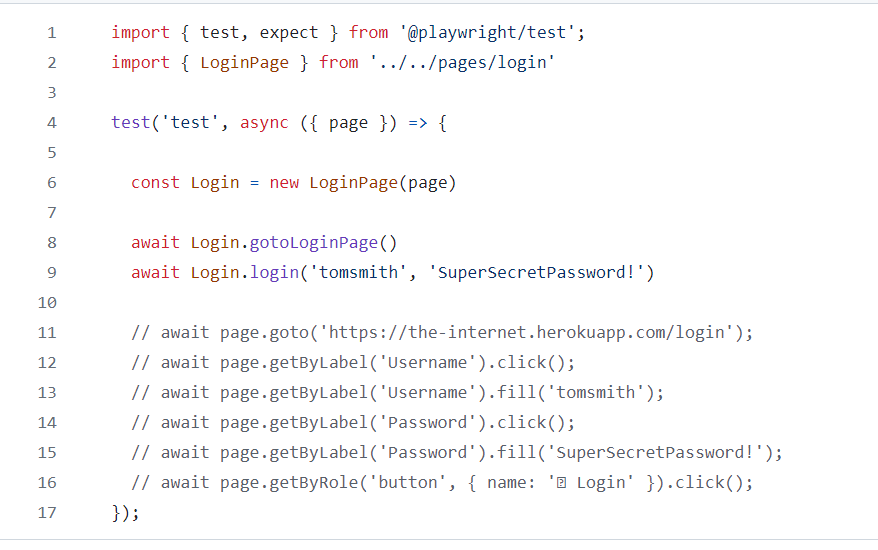 1 import { test, expect } from '@playwright/test';
2 import { LoginPage } from '../../pages/login'
3
4 test('test', async ({ page }) => {
5
6 const Login = new LoginPage(page)
7
8 await Login.gotoLoginPage()
9 await Login.login('tomsmith', 'SuperSecretPassword!')
10
11 // await page.goto('https://the-internet.herokuapp.com/login');
12 // await page.getByLabel('Username').click();
13 // await page.getByLabel('Username').fill('tomsmith');
14 // await page.getByLabel('Password').click();
15 // await page.getByLabel('Password').fill('SuperSecretPassword!');
16 // await page.getByRole('button', { name: ' Login' }).click();
17 });